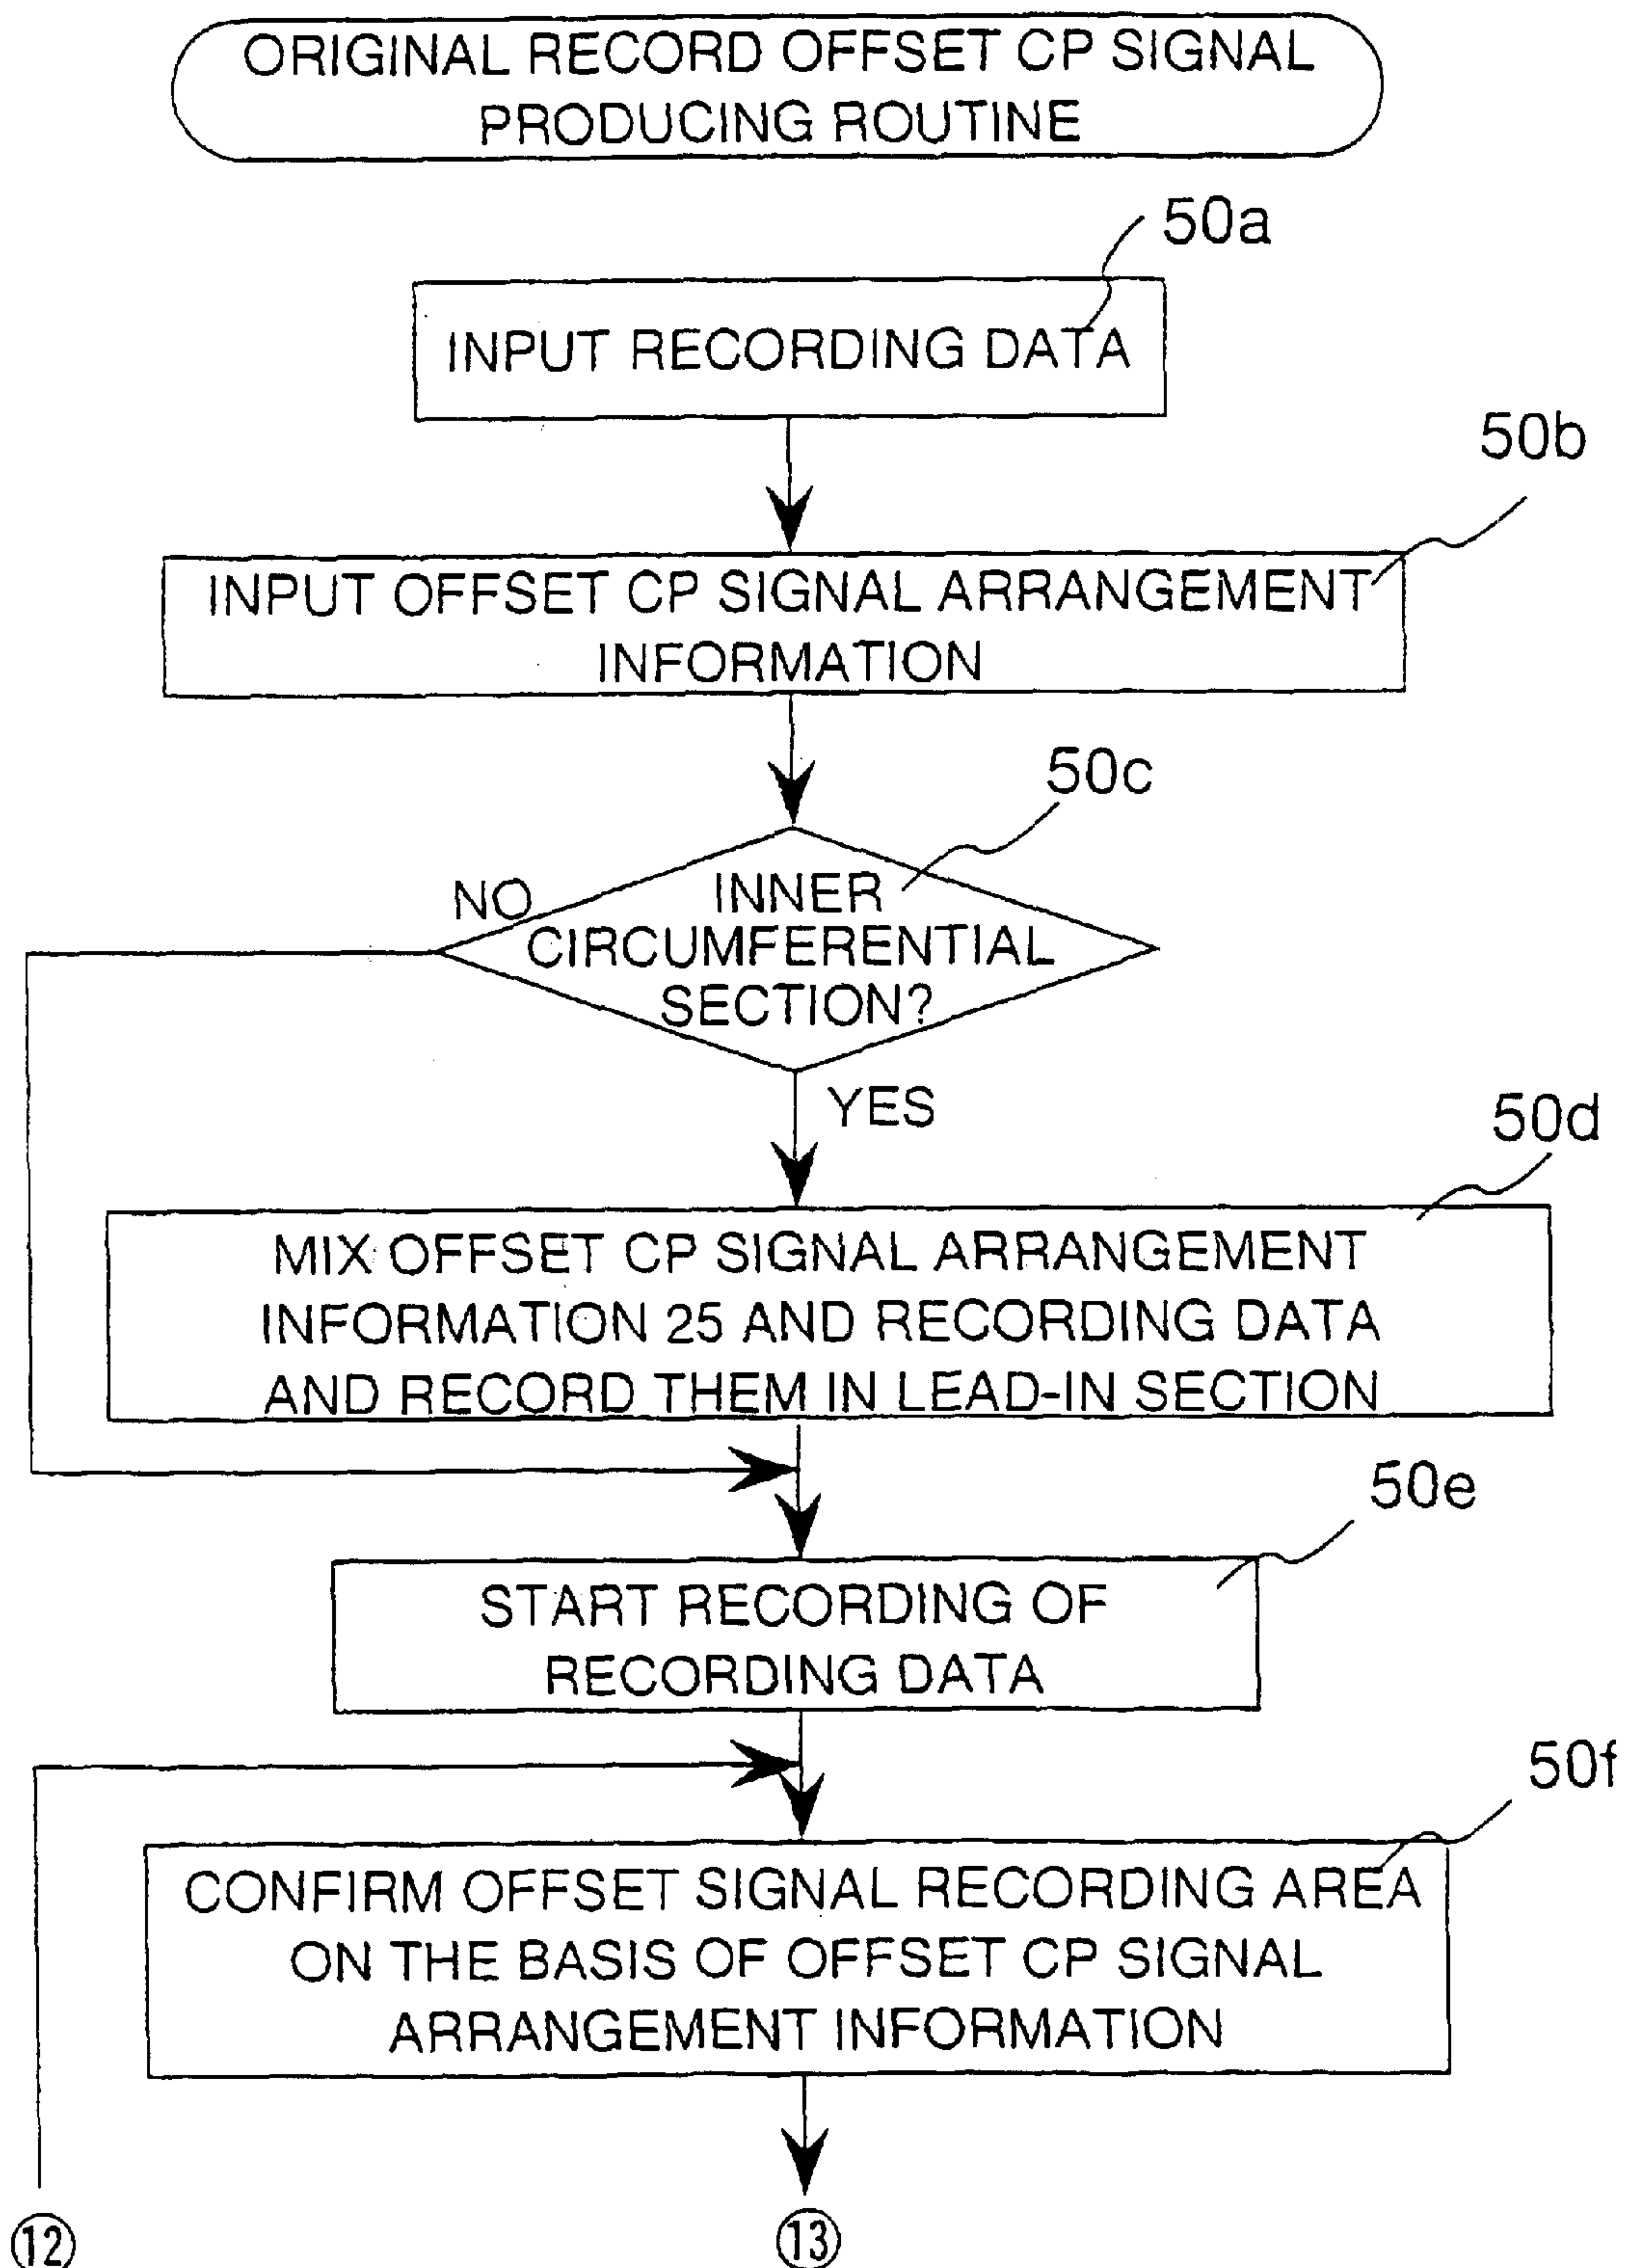 ORIGINAL RECORD OFFSET CP SIGNAL
PRODUCING ROUTINE
50a
INPUT RECORDING DATA
50b
INPUT OFFSET CP SIGNAL ARRANGEMENT
INFORMATION
50c
NO
INNER
CIRCUMFERENTIAL
SECTION?
YES
50d
MIX OFFSET CP SIGNAL ARRANGEMENT
INFORMATION 25 AND RECORDING DATA
AND RECORD THEM IN LEAD-IN SECTION
50e
START RECORDING OF
RECORDING DATA
50f
CONFIRM OFFSET SIGNAL RECORDING AREA
ON THE BASIS OF OFFSET CP SIGNAL
ARRANGEMENT INFORMATION
⑫ ⑬